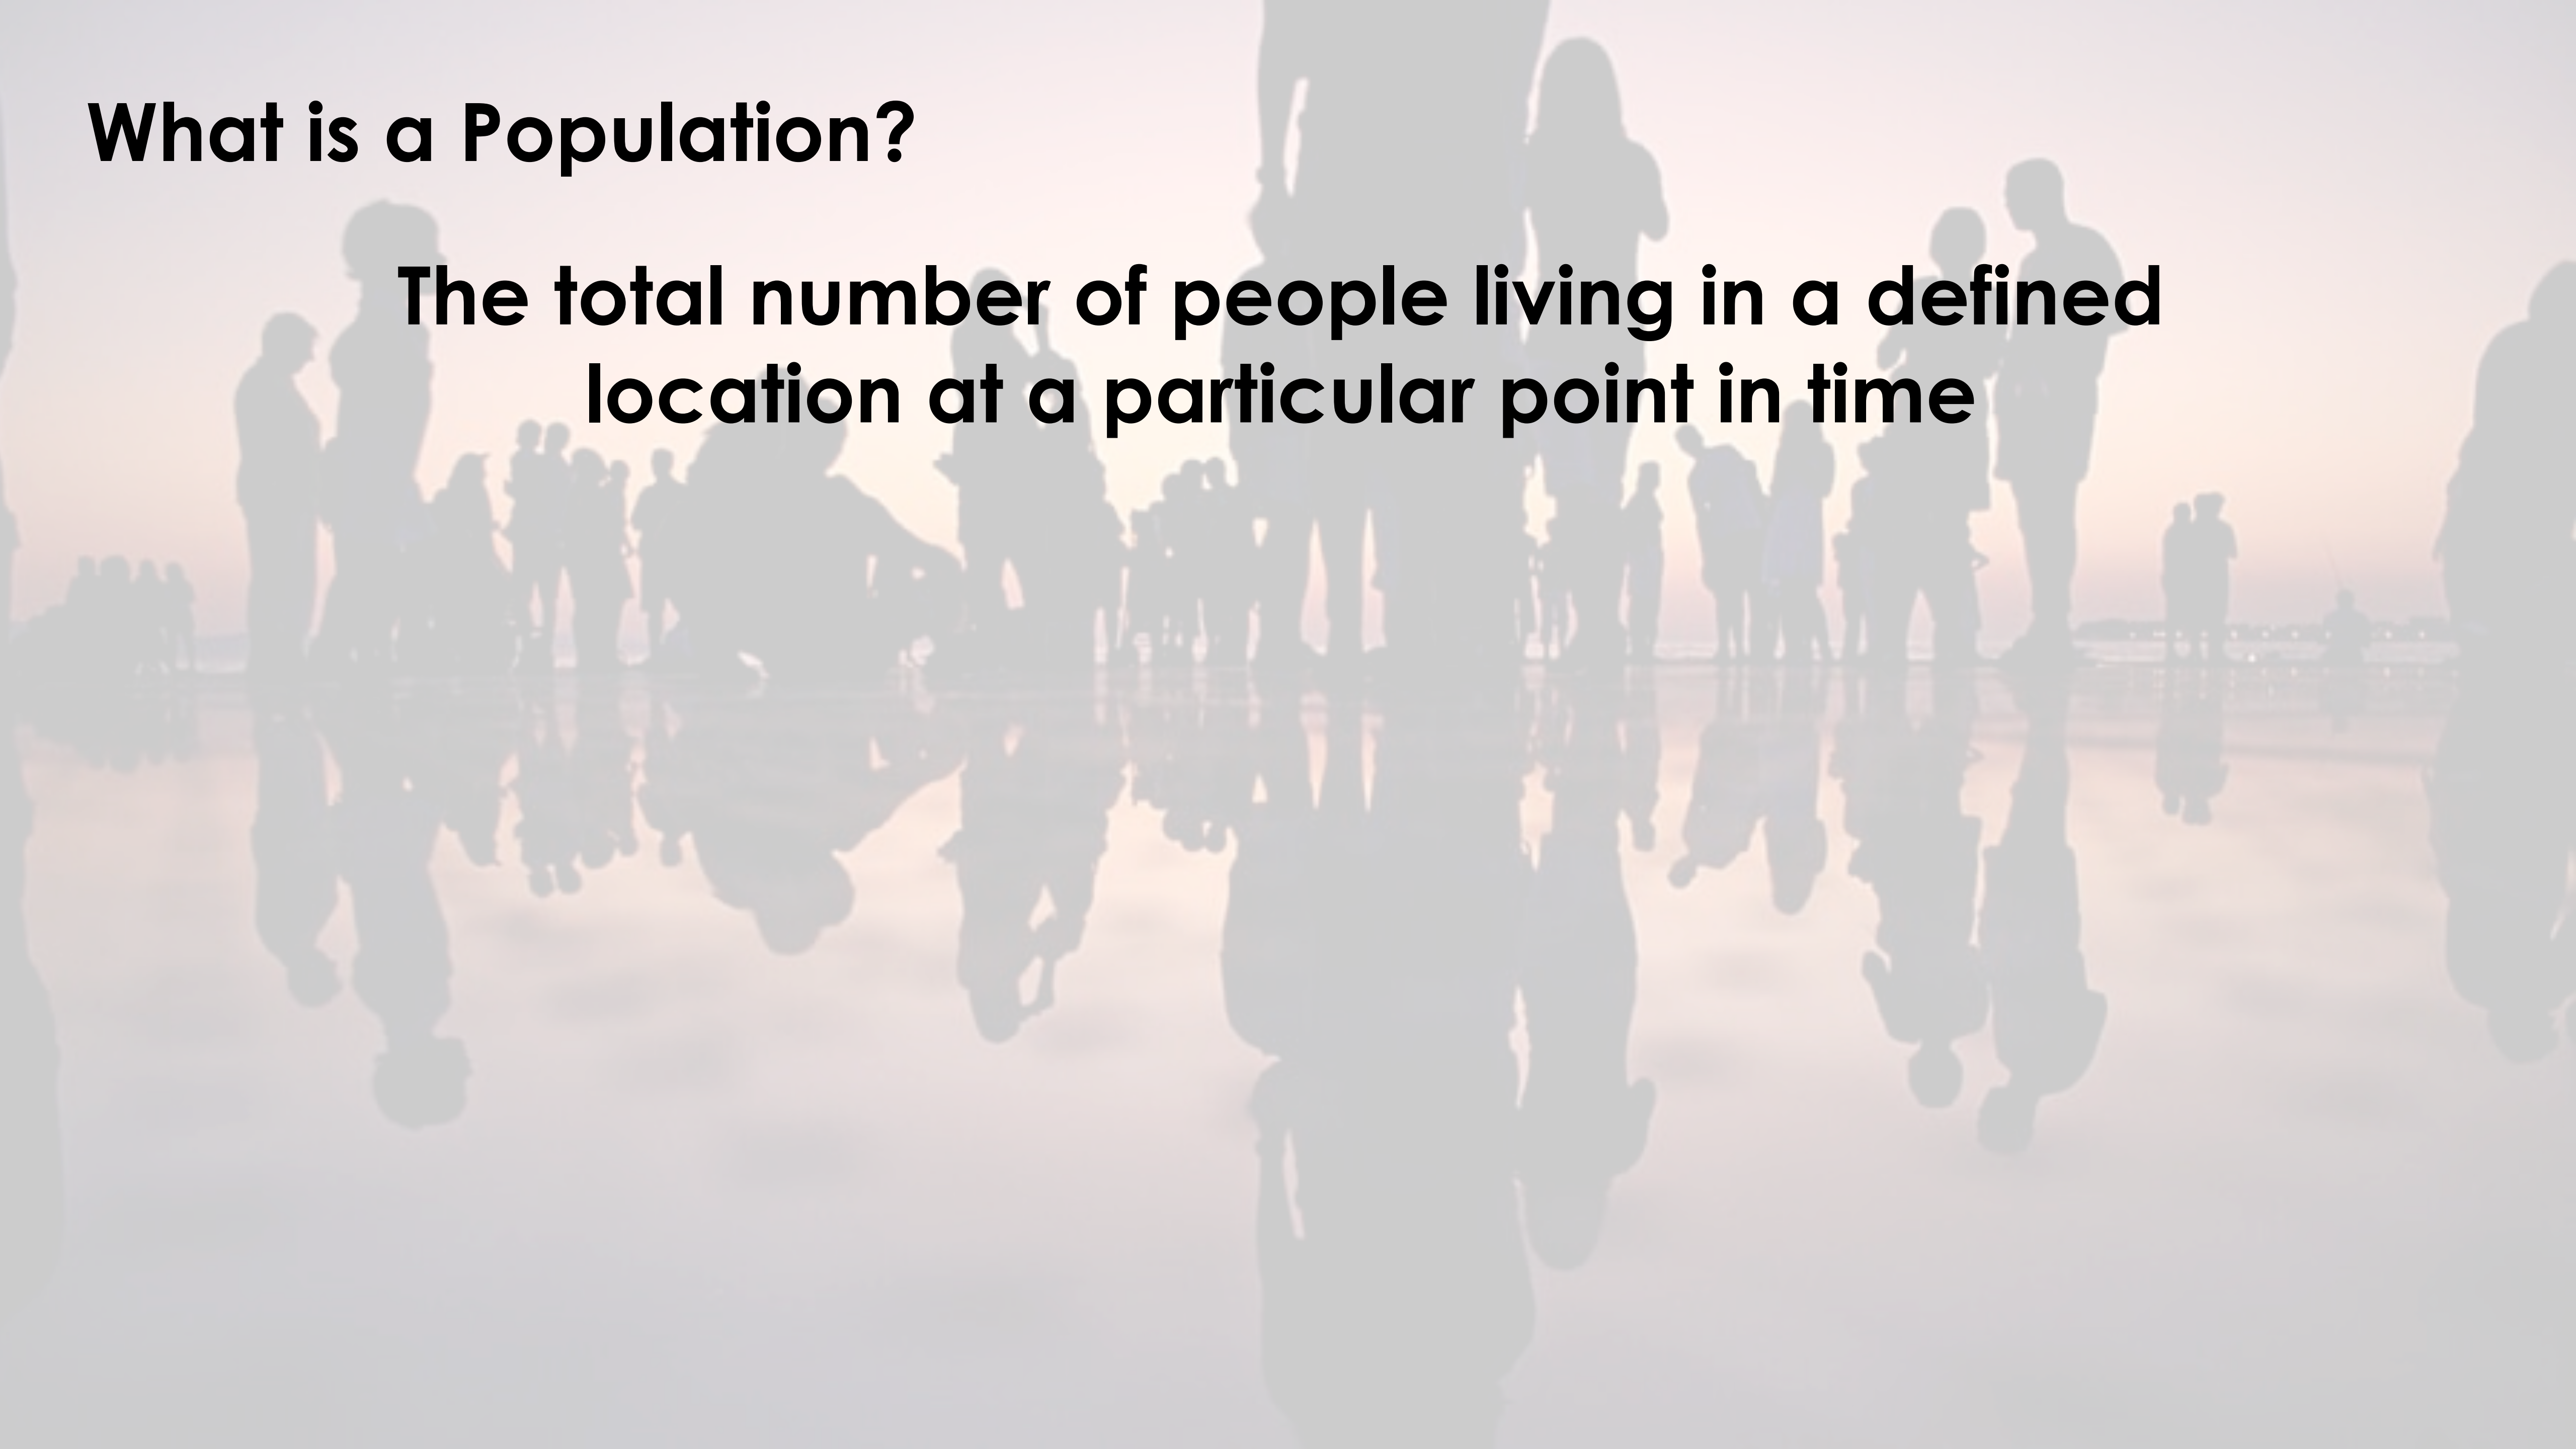 What is a Population?
The total number of people living in a defined
location at a particular point in time